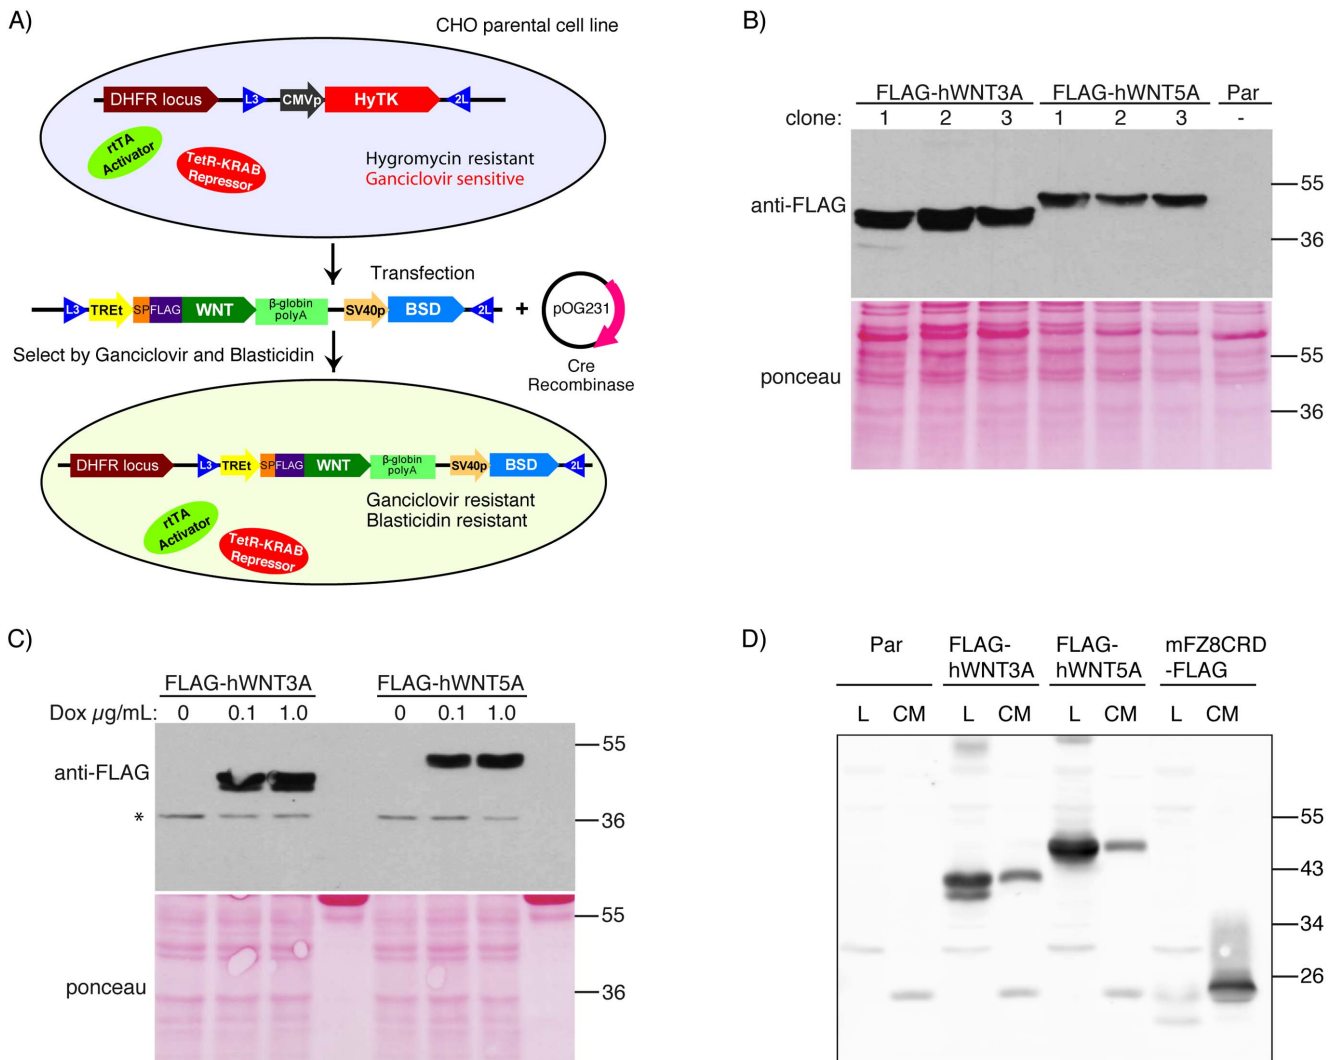 A)
CHO parental cell line
DHFR locus
L3
CMVp
HyTK
2L
rtTA
Activator
TetR-KRAB
Repressor
Hygromycin resistant
Ganciclovir sensitive
Transfection
L3
TREt
SP
FLAG
WNT
β-globin
polyA
SV40p
BSD
2L
+
pOG231
Cre
Recombinase
Select by Ganciclovir and Blasticidin
DHFR locus
L3
TREt
SP
FLAG
WNT
β-globin
polyA
SV40p
BSD
2L
Ganciclovir resistant
Blasticidin resistant
rtTA
Activator
TetR-KRAB
Repressor
B)
FLAG-hWNT3A FLAG-hWNT5A Par
clone: 1 2 3 1 2 3 -
anti-FLAG
55
36
ponceau
55
36
C)
FLAG-hWNT3A FLAG-hWNT5A
Dox µg/mL: 0 0.1 1.0 0 0.1 1.0
anti-FLAG
*
55
36
ponceau
55
36
D)
Par
FLAG-
hWNT3A
FLAG-
hWNT5A
mFZ8CRD
-FLAG
L CM L CM L CM L CM
55
43
34
26